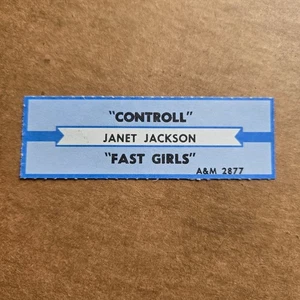 "CONTROLL"
JANET JACKSON
"FAST GIRLS"
A&M 2877